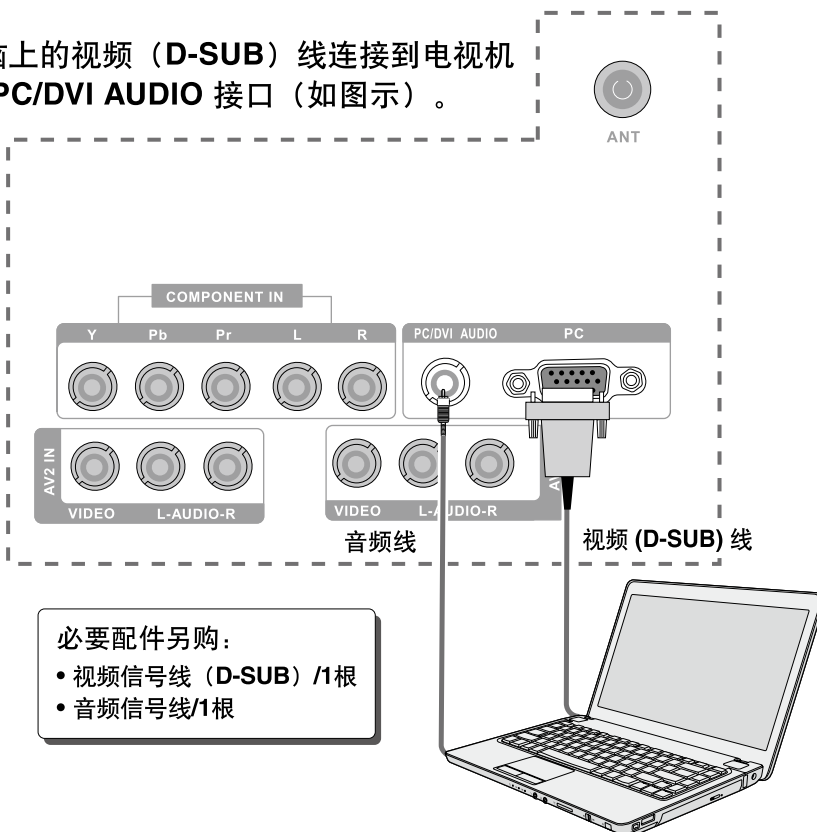 上的视频（D-SUB）线连接到电视机
PC/DVI AUDIO 接口（如图示）。
ANT
COMPONENT IN
Y Pb Pr L R
PC/DVI AUDIO PC
AV2 IN
VIDEO L-AUDIO-R
VIDEO L-AUDIO-R
音频线
视频 (D-SUB) 线
必要配件另购：
• 视频信号线（D-SUB）/1根
• 音频信号线/1根